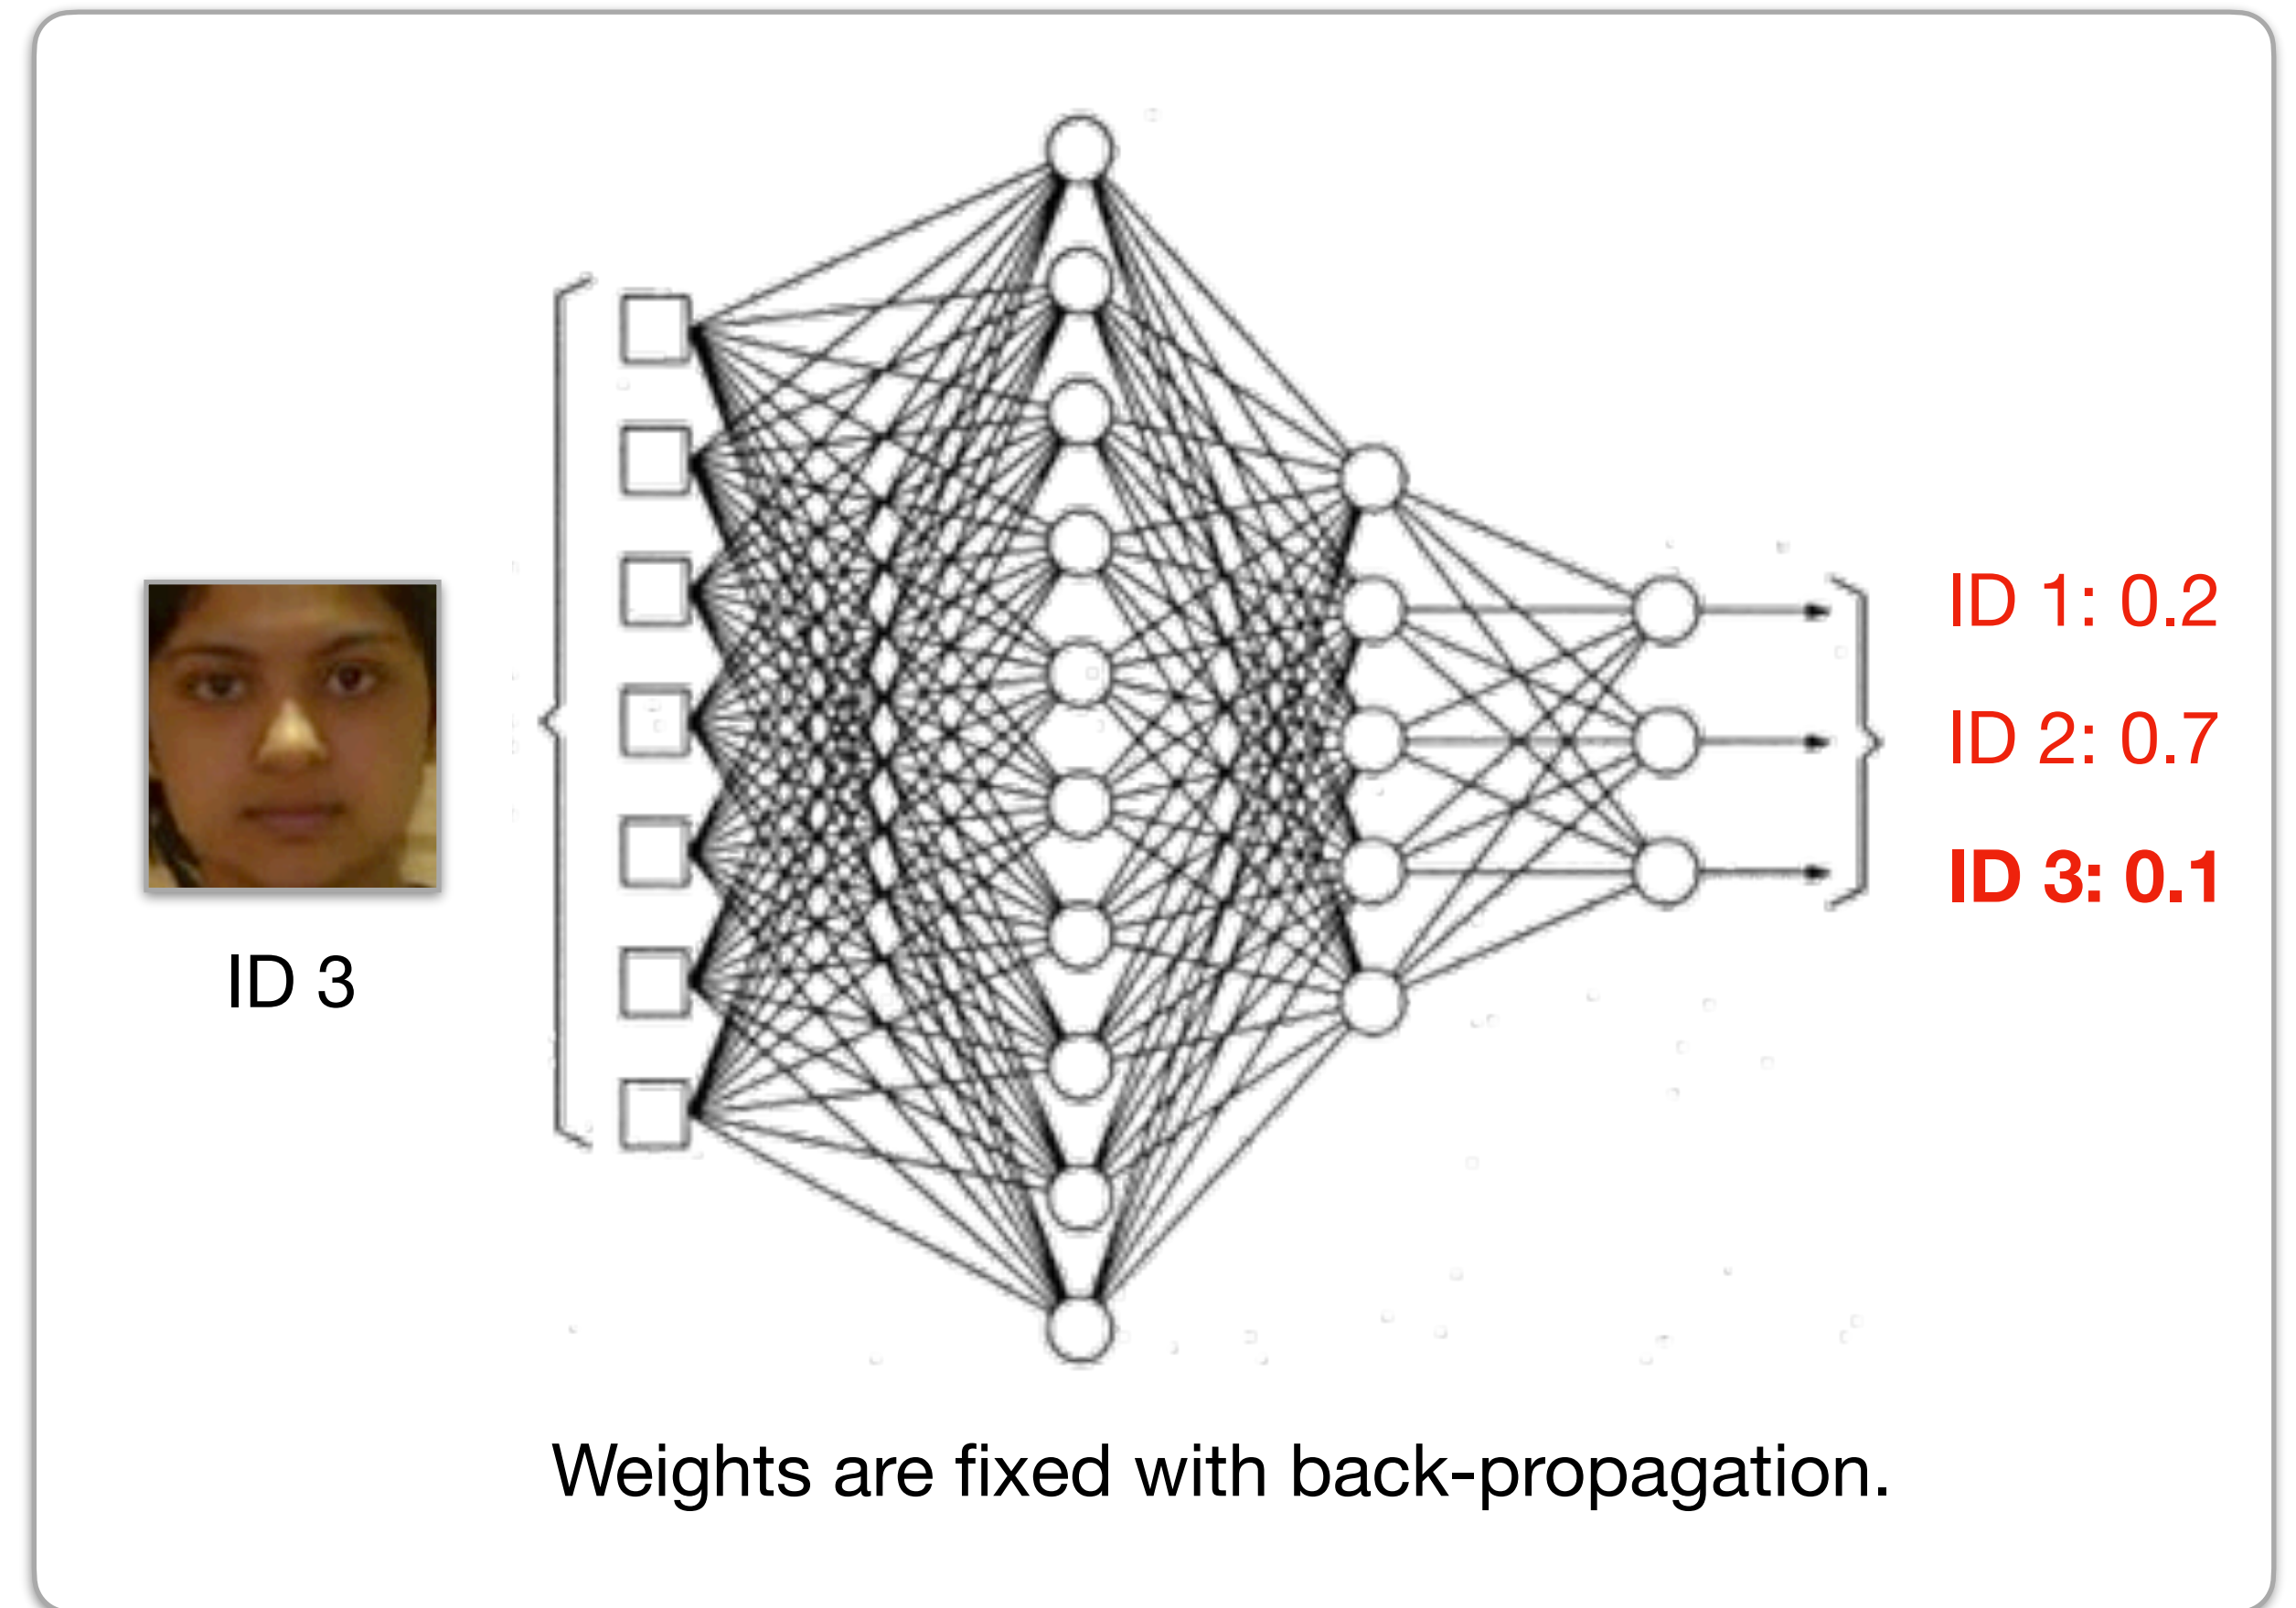 ID 3
ID 1: 0.2
ID 2: 0.7
ID 3: 0.1
Weights are fixed with back-propagation.